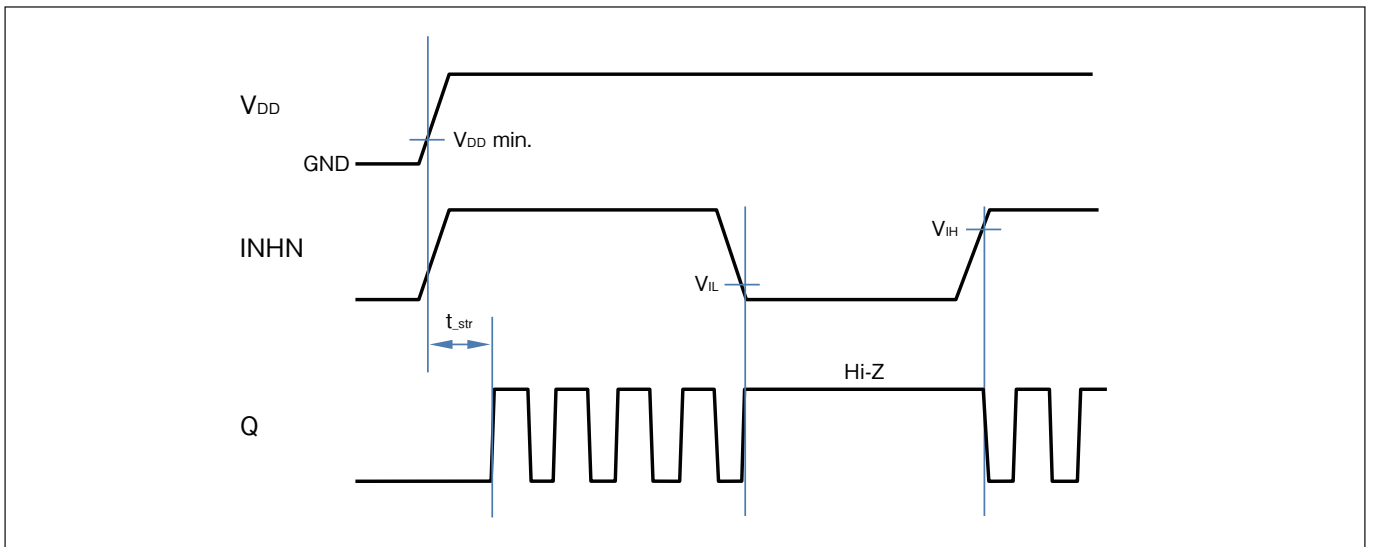 VDD
VDD min.
GND
INHN
VIH
VIL
t_str
Hi-Z
Q